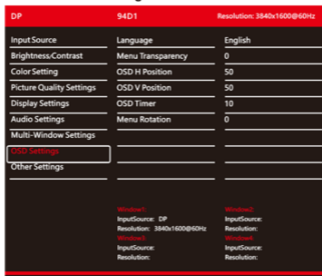 DP 94D1 Resolution: 3840x1600@60Hz
Input Source Language English
Brightness/Contrast Menu Transparency 0
Color Setting OSD H Position 50
Picture Quality Settings OSD V Position 50
Display Settings OSD Timer 10
Audio Settings Menu Rotation 0
Multi-Window Settings
OSD Settings
Other Settings
Window1: Window2:
InputSource: DP InputSource:
Resolution: 3840x1600@60Hz Resolution:
Window3: Window4:
InputSource: InputSource:
Resolution: Resolution: